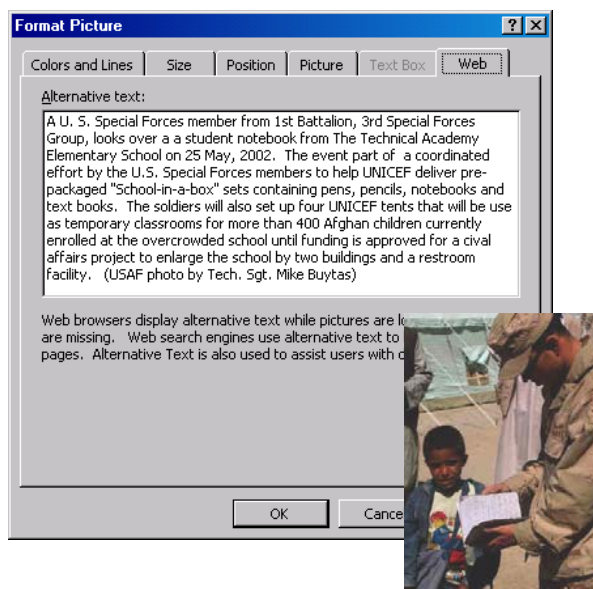 Format Picture
Colors and Lines Size Position Picture Text Box Web
Alternative text:
A U. S. Special Forces member from 1st Battalion, 3rd Special Forces
Group, looks over a a student notebook from The Technical Academy
Elementary School on 25 May, 2002.  The event part of  a coordinated
effort by the U.S. Special Forces members to help UNICEF deliver pre-
packaged "School-in-a-box" sets containing pens, pencils, notebooks and
text books.  The soldiers will also set up four UNICEF tents that will be use
as temporary classrooms for more than 400 Afghan children currently
enrolled at the overcrowded school until funding is approved for a cival
affairs project to enlarge the school by two buildings and a restroom
facility.   (USAF photo by Tech. Sgt. Mike Buytas)
Web browsers display alternative text while pictures are
are missing.   Web search engines use alternative text to
pages.  Alternative Text is also used to assist users with
OK Cance